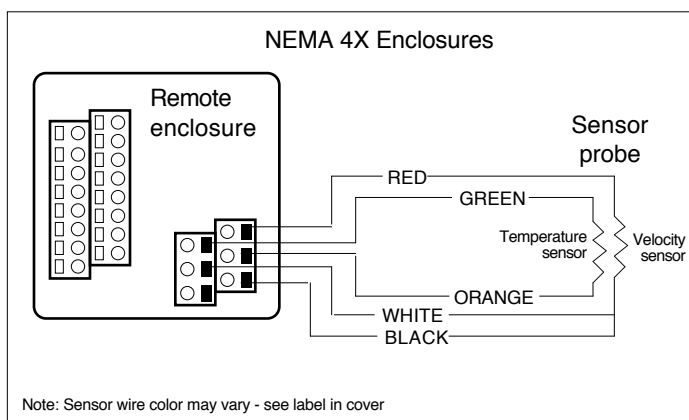 NEMA 4X Enclosures
Remote
enclosure
Sensor
probe
RED
GREEN
Temperature
sensor
Velocity
sensor
ORANGE
WHITE
BLACK
Note: Sensor wire color may vary - see label in cover